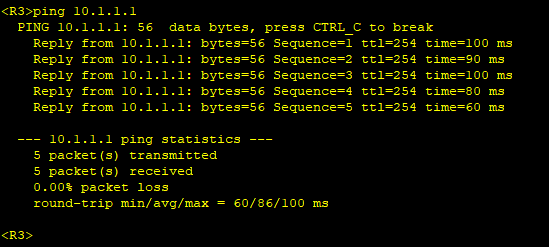 <R3>ping 10.1.1.1
  PING 10.1.1.1: 56  data bytes, press CTRL_C to break
    Reply from 10.1.1.1: bytes=56 Sequence=1 ttl=254 time=100 ms
    Reply from 10.1.1.1: bytes=56 Sequence=2 ttl=254 time=90 ms
    Reply from 10.1.1.1: bytes=56 Sequence=3 ttl=254 time=100 ms
    Reply from 10.1.1.1: bytes=56 Sequence=4 ttl=254 time=80 ms
    Reply from 10.1.1.1: bytes=56 Sequence=5 ttl=254 time=60 ms

  --- 10.1.1.1 ping statistics ---
    5 packet(s) transmitted
    5 packet(s) received
    0.00% packet loss
    round-trip min/avg/max = 60/86/100 ms

<R3>